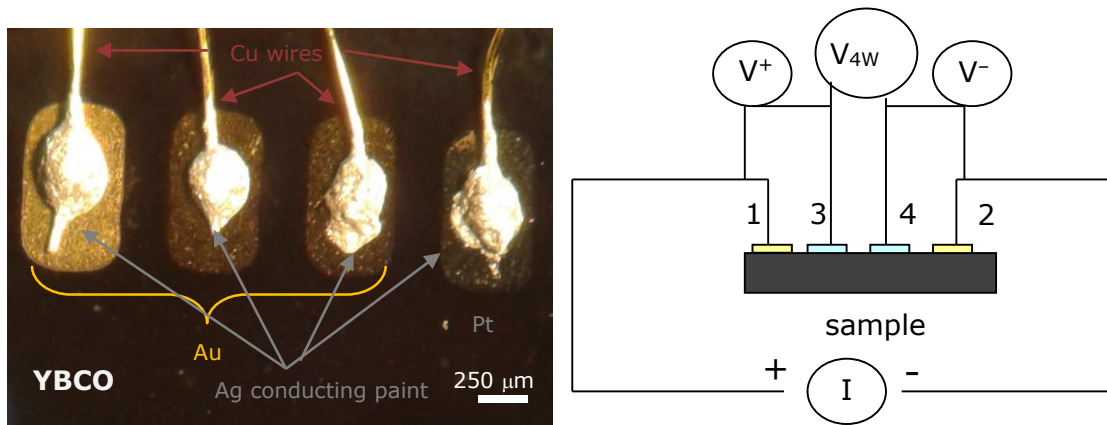 Cu wires
Au
Pt
YBCO
Ag conducting paint
250 μm
V⁺
V₄W
V⁻
1
3
4
2
sample
+
I
-